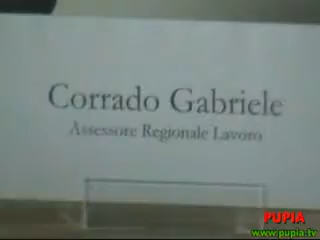 Corrado Gabriele
Assessore Regionale Lavoro
PUPIA
www.pupia.tv